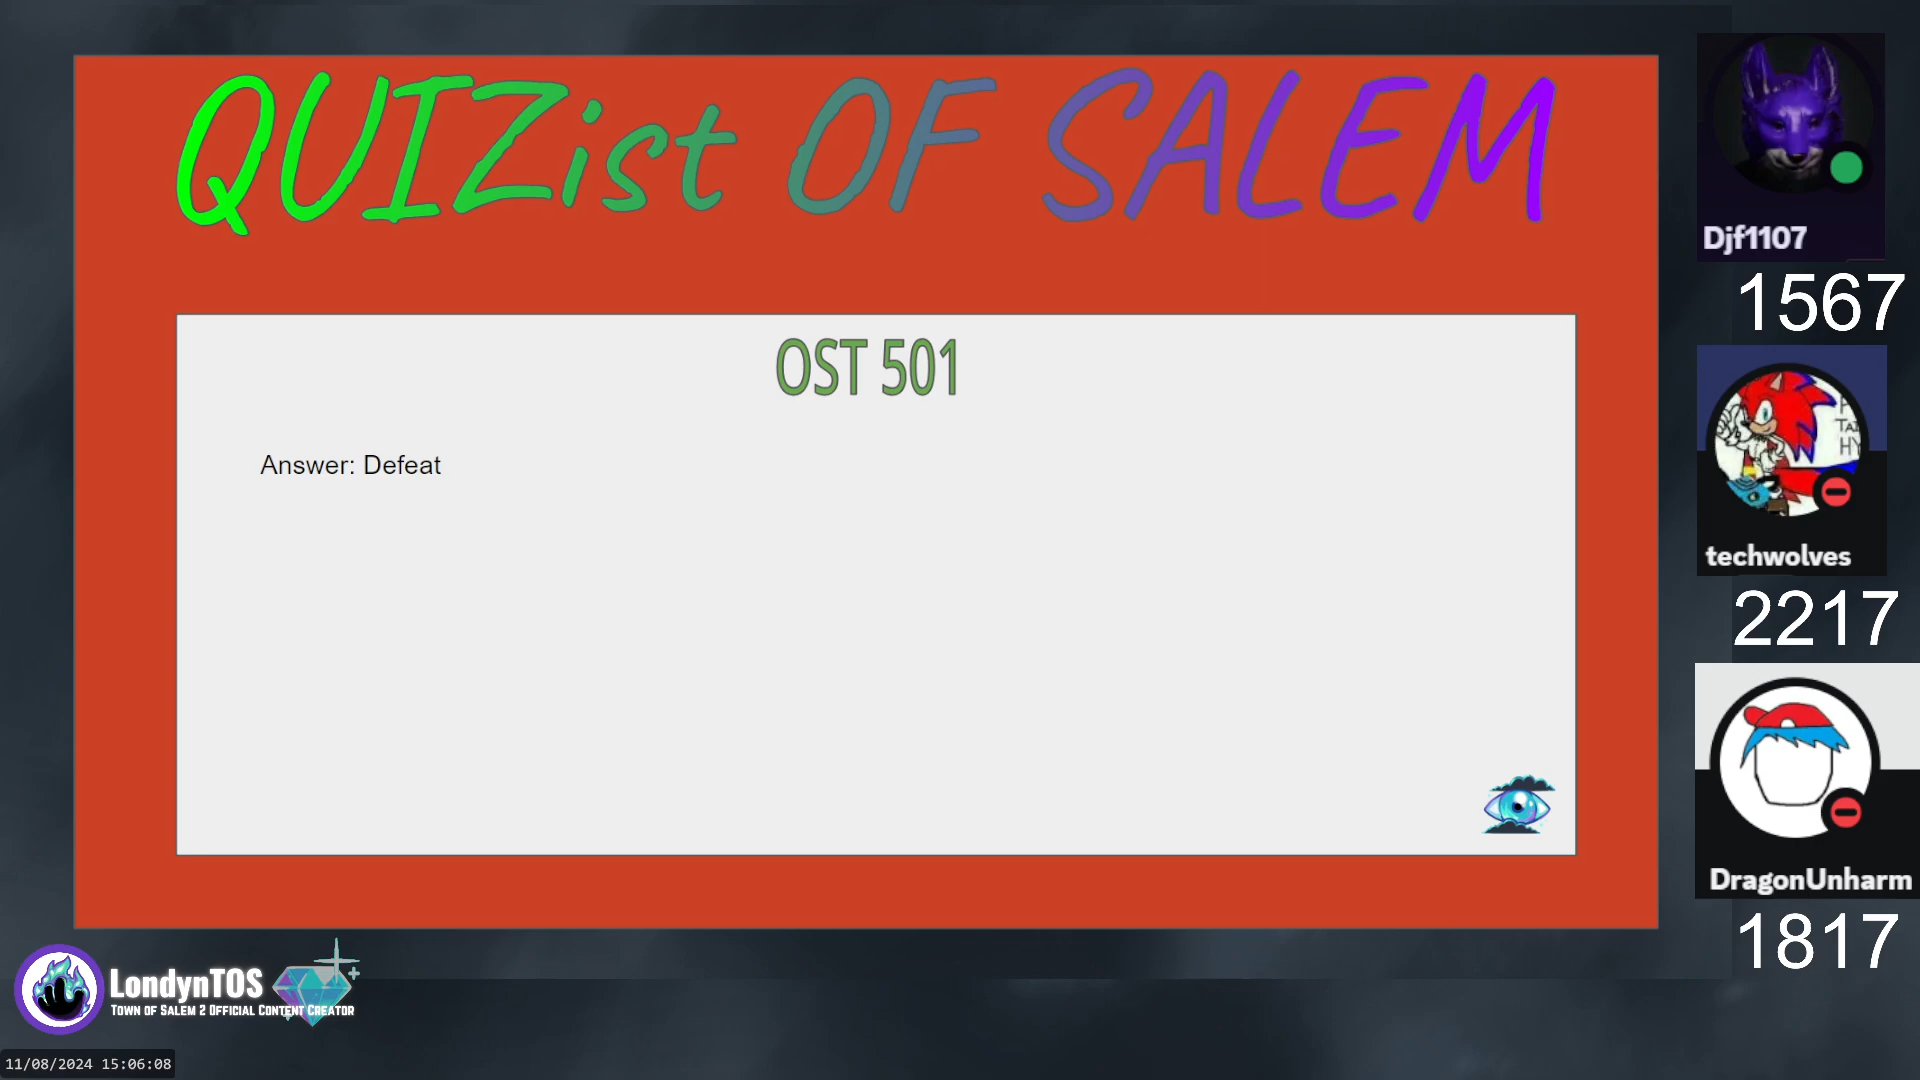 QUIZist OF SALEM
OST 501
Answer: Defeat
Djf1107
1567
techwolves
2217
DragonUnharm
1817
LondynTOS
TOWN OF SALEM 2 OFFICIAL CONTENT CREATOR
11/08/2024 15:06:08